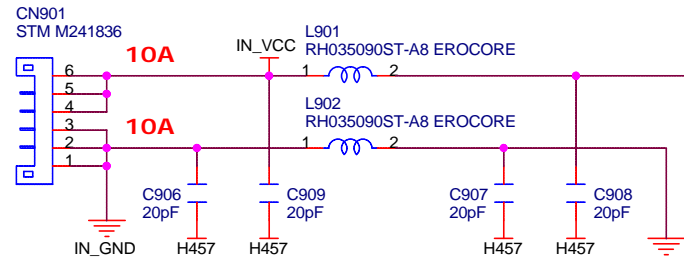 CN901
STM M241836
10A
IN_VCC
L901
RH035090ST-A8 EROCORE
6
1
2
5
4
L902
RH035090ST-A8 EROCORE
10A
3
2
1
2
1
C906
20pF
C909
20pF
C907
20pF
C908
20pF
IN_GND
H457
H457
H457
H457